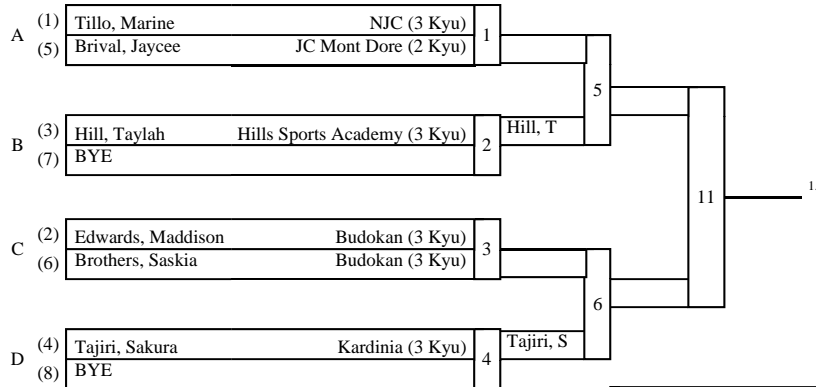 A (1) Tillo, Marine NJC (3 Kyu) 1
(5) Brival, Jaycee JC Mont Dore (2 Kyu)
5
B (3) Hill, Taylah Hills Sports Academy (3 Kyu) 2 Hill, T
(7) BYE
11
1.
C (2) Edwards, Maddison Budokan (3 Kyu) 3
(6) Brothers, Saskia Budokan (3 Kyu)
6
D (4) Tajiri, Sakura Kardinia (3 Kyu) 4 Tajiri, S
(8) BYE